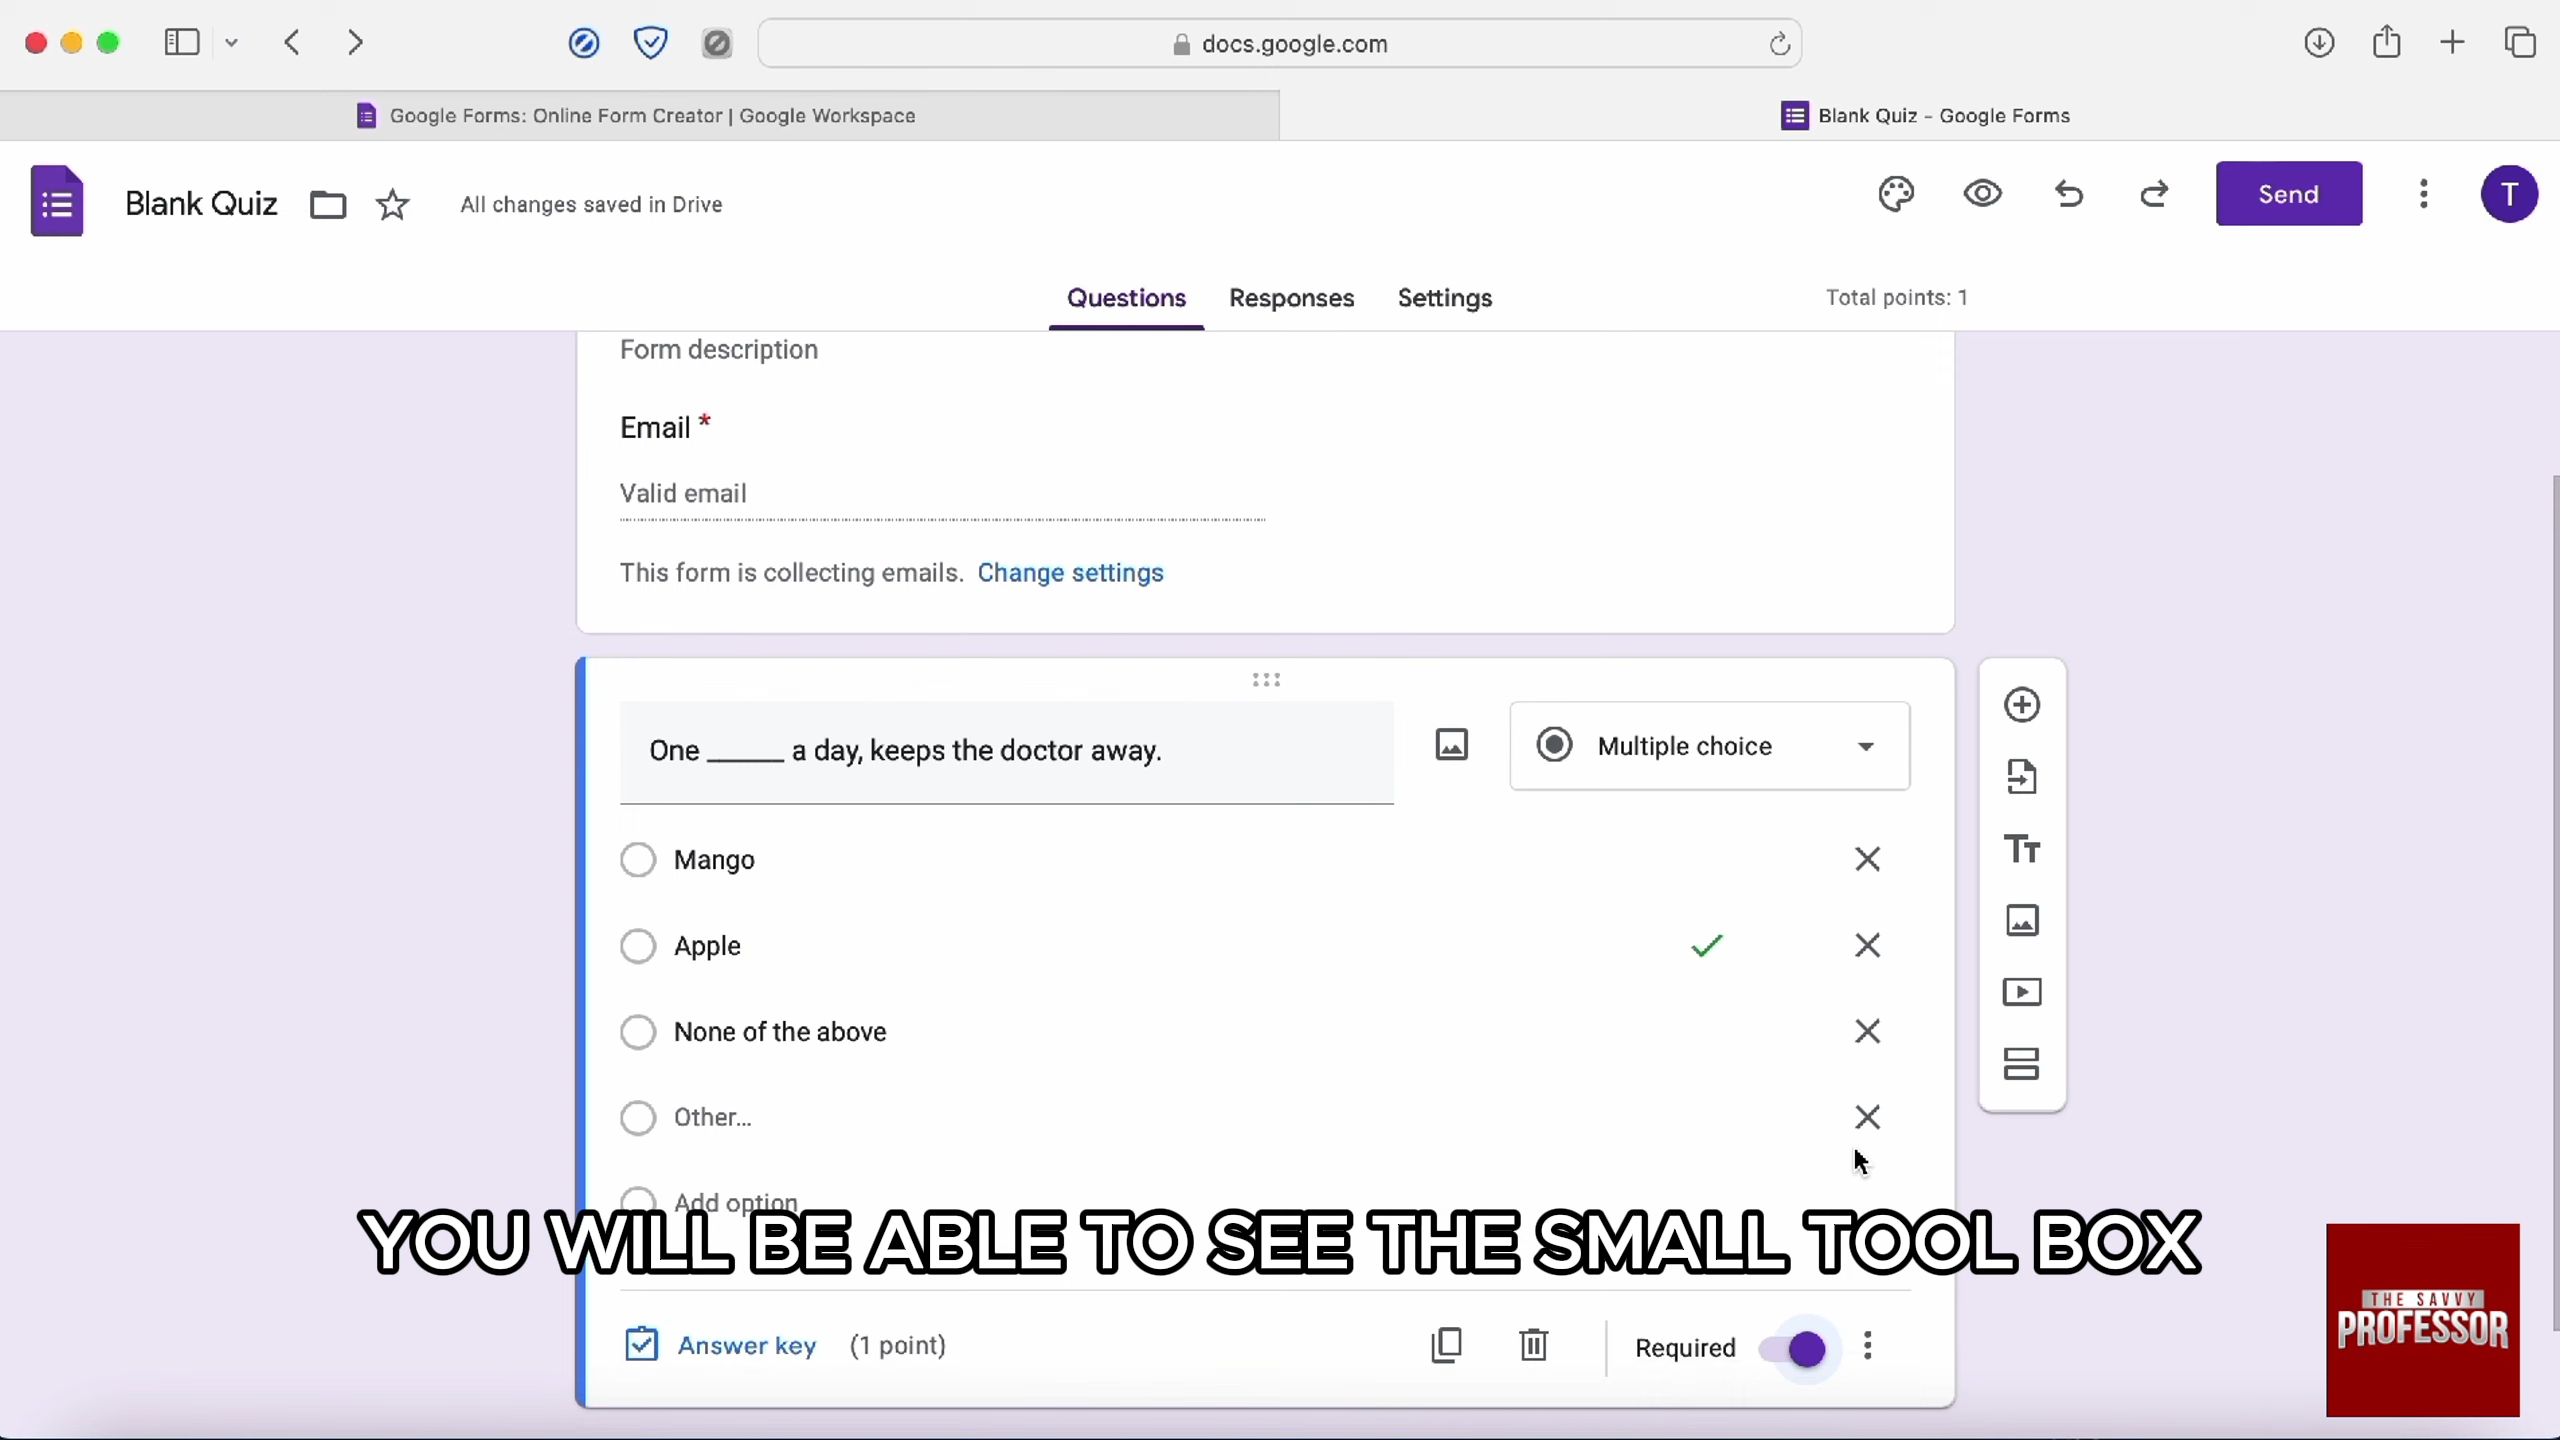 docs.google.com
Google Forms: Online Form Creator | Google Workspace
Blank Quiz - Google Forms
Blank Quiz
All changes saved in Drive
Send
T
Questions
Responses
Settings
Total points: 1
Form description
Email *
Valid email
This form is collecting emails. Change settings
One ______ a day, keeps the doctor away.
Multiple choice
Tт
Mango
Apple
None of the above
Other...
Add option
YOU WILL BE ABLE TO SEE THE SMALL TOOL BOX
Answer key (1 point)
Required
THE SAVVY
PROFESSOR